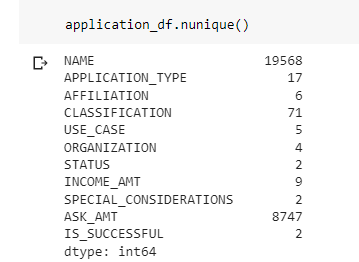 application_df.nunique()
NAME 19568
APPLICATION_TYPE 17
AFFILIATION 6
CLASSIFICATION 71
USE_CASE 5
ORGANIZATION 4
STATUS 2
INCOME_AMT 9
SPECIAL_CONSIDERATIONS 2
ASK_AMT 8747
IS_SUCCESSFUL 2
dtype: int64